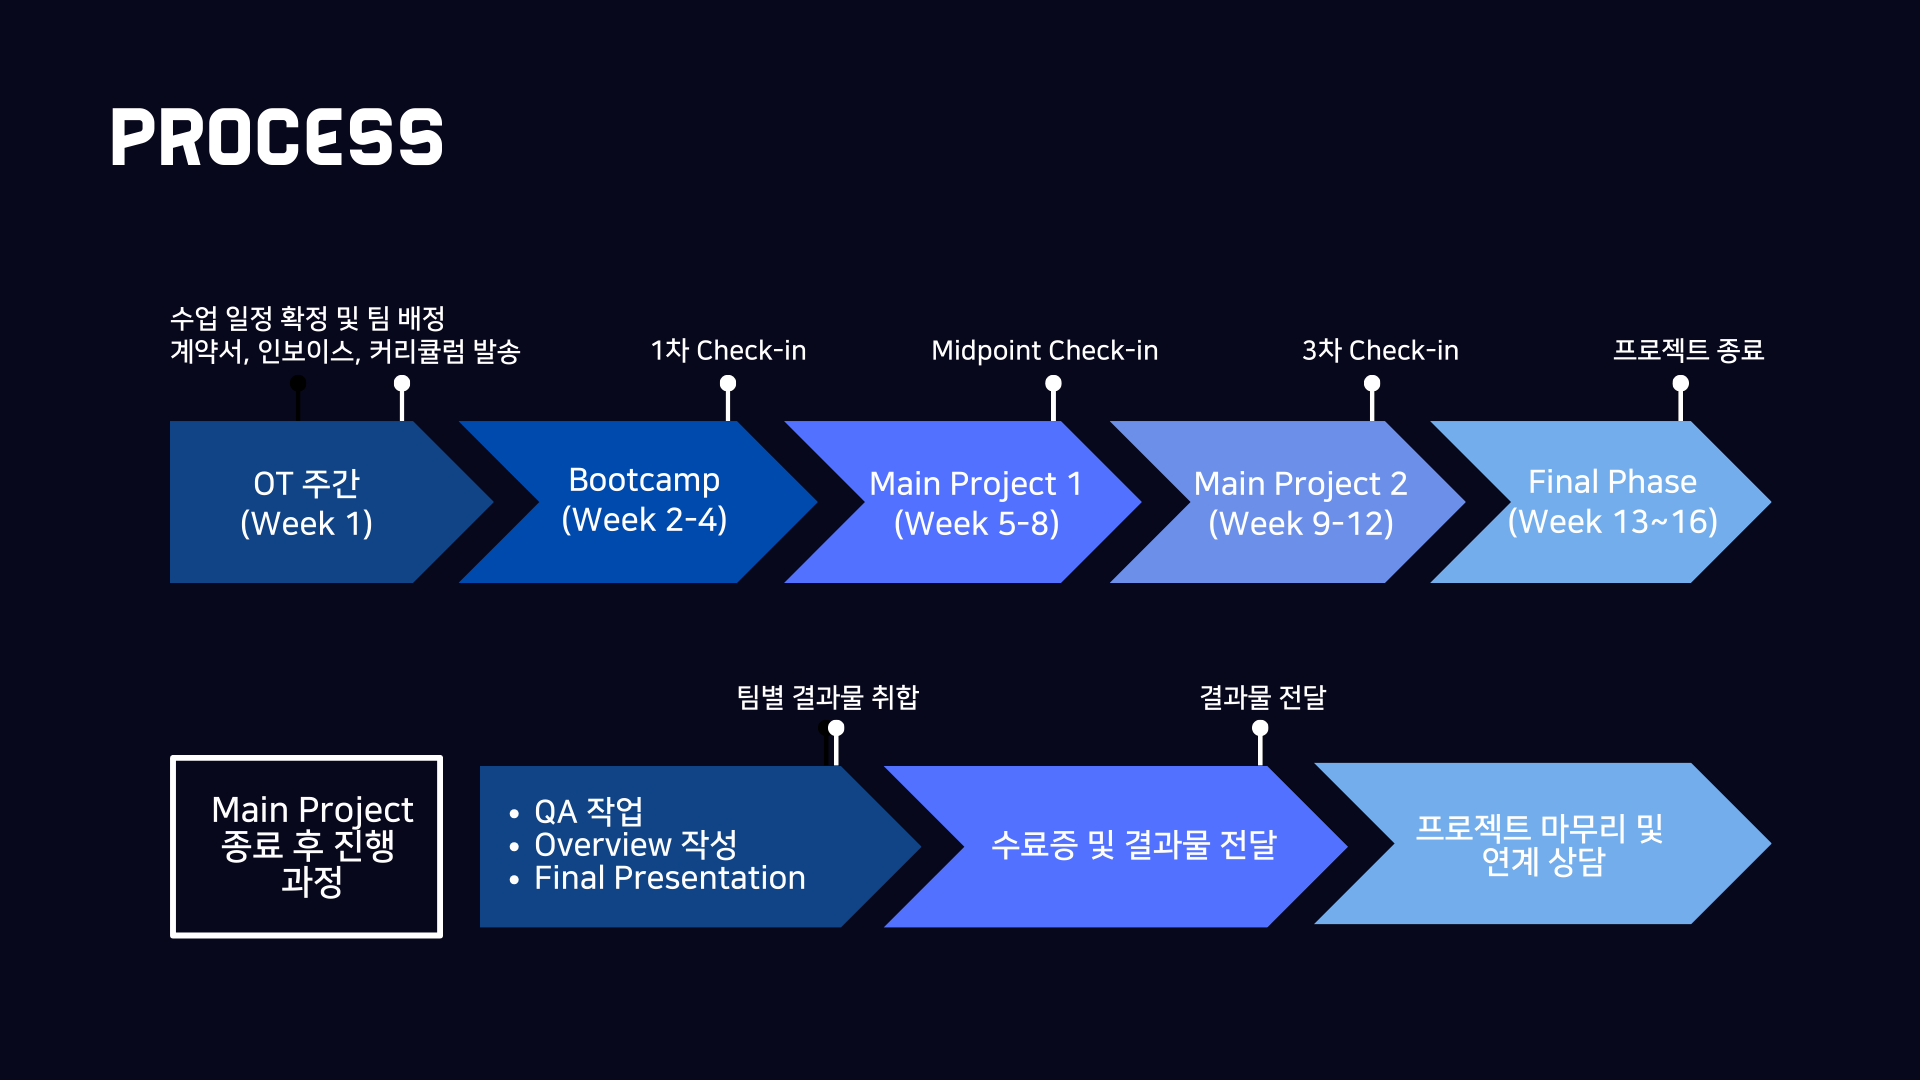 PROCESS
수업 일정 확정 및 팀 배정
계약서, 인보이스, 커리큘럼 발송
1차 Check-in
Midpoint Check-in
3차 Check-in
프로젝트 종료
OT 주간
(Week 1)
Bootcamp
(Week 2-4)
Main Project 1
(Week 5-8)
Main Project 2
(Week 9-12)
Final Phase
(Week 13~16)
팀별 결과물 취합
결과물 전달
Main Project
종료 후 진행
과정
• QA 작업
• Overview 작성
• Final Presentation
수료증 및 결과물 전달
프로젝트 마무리 및
연계 상담